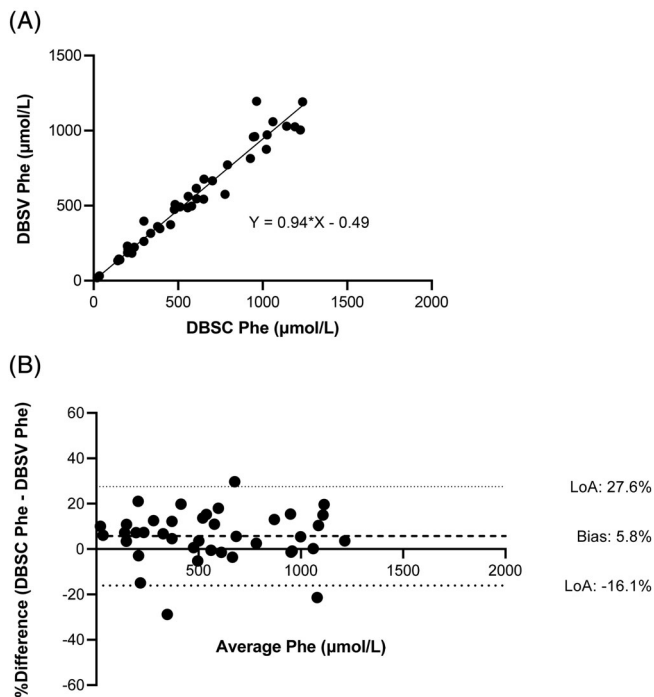 (A)
1500
1000
500
0
DBSV Phe (µmol/L)
Y = 0.94*X - 0.49
0 500 1000 1500 2000
DBSC Phe (µmol/L)
(B)
%Difference (DBSC Phe - DBSV Phe)
60
40
20
0
-20
-40
-60
500 1000 1500 2000
Average Phe (µmol/L)
LoA: 27.6%
Bias: 5.8%
LoA: -16.1%